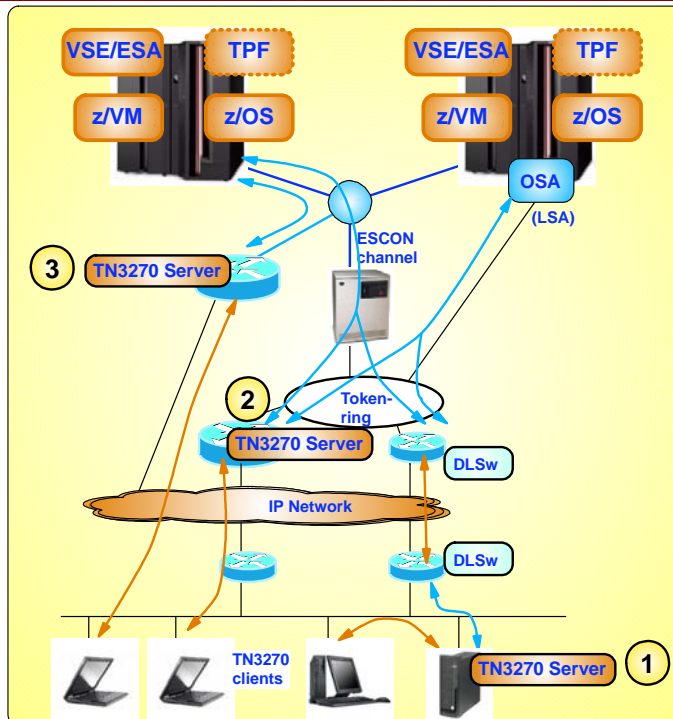 VSE/ESA
TPF
z/VM
z/OS
VSE/ESA
TPF
z/VM
z/OS
OSA
(LSA)
ESCON
channel
3
TN3270 Server
2
Token-
ring
TN3270 Server
DLSw
IP Network
DLSw
TN3270
clients
TN3270 Server
1